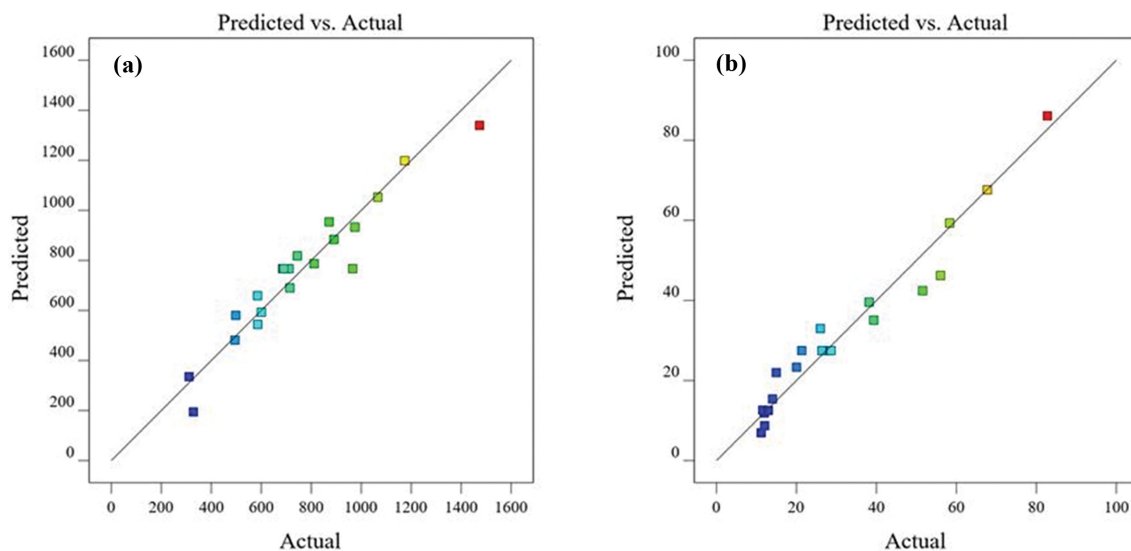 Predicted vs. Actual
(a)
1600
1400
1200
1000
800
600
400
200
0
Predicted
0 200 400 600 800 1000 1200 1400 1600
Actual
Predicted vs. Actual
(b)
100
80
60
40
20
0
Predicted
0 20 40 60 80 100
Actual